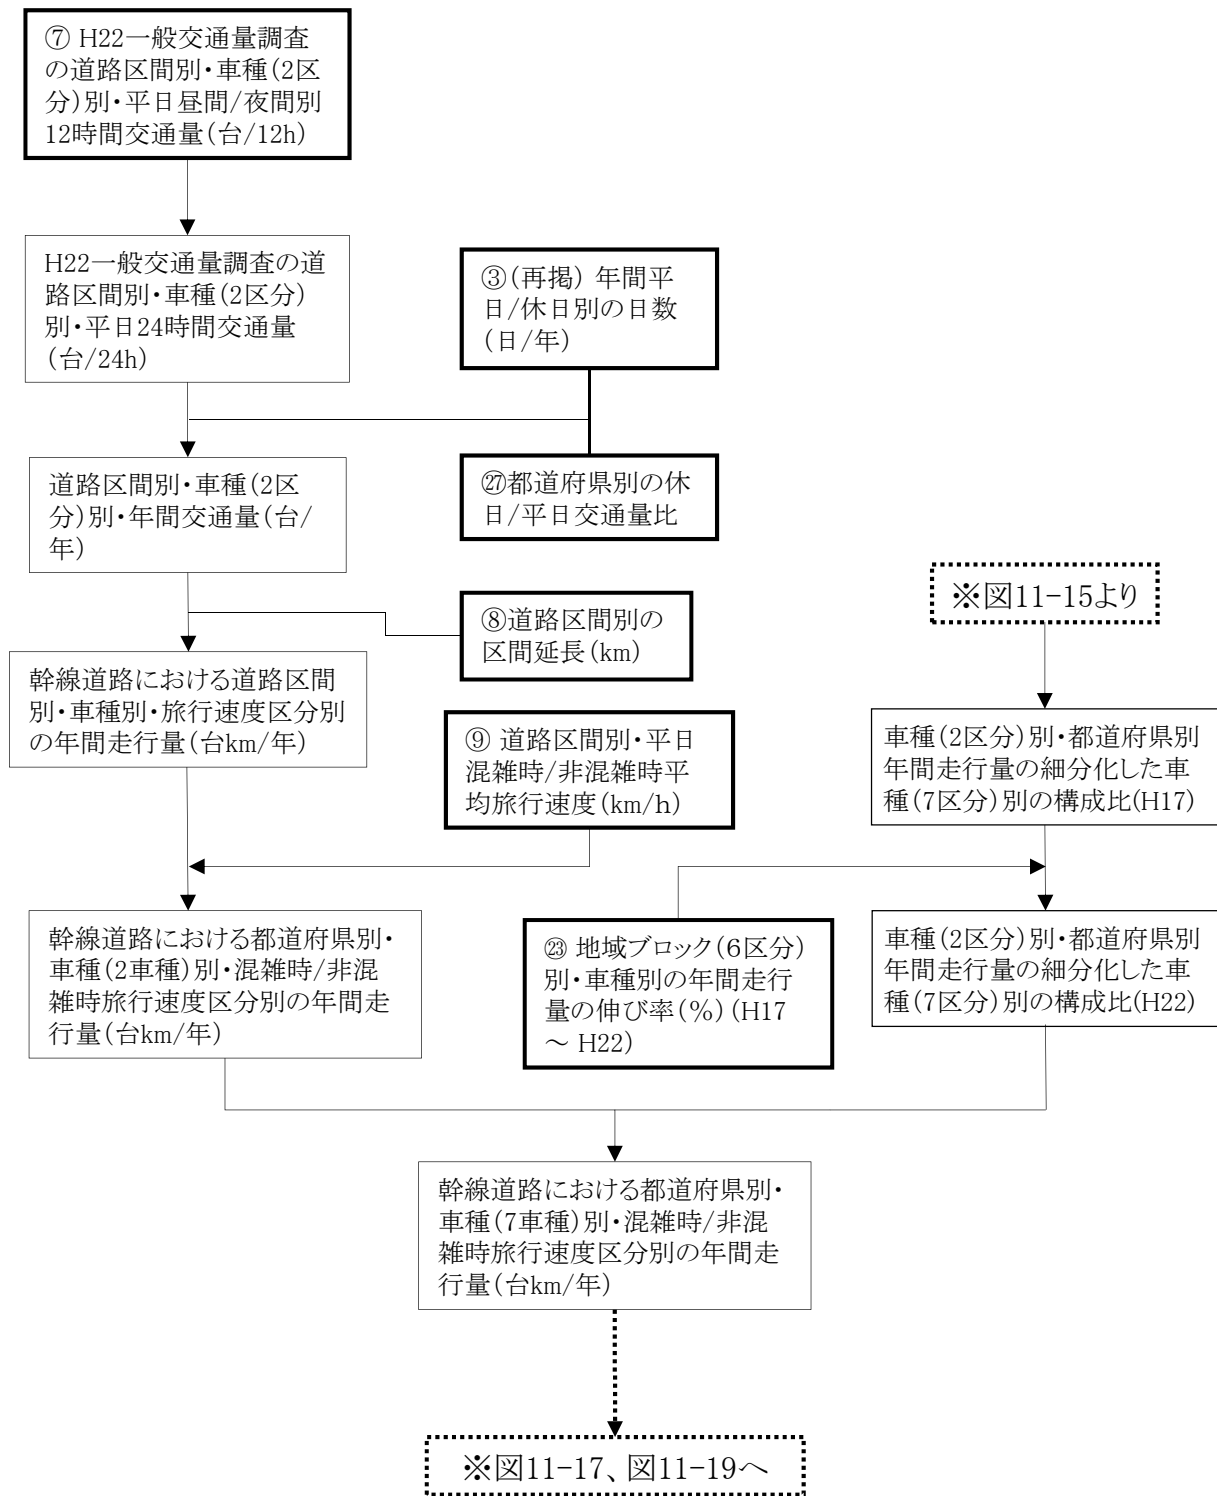 ⑦ H22一般交通量調査
の道路区間別・車種(2区
分)別・平日昼間/夜間別
12時間交通量(台/12h)
H22一般交通量調査の道
路区間別・車種(2区分)
別・平日24時間交通量
(台/24h)
③(再掲) 年間平
日/休日別の日数
(日/年)
道路区間別・車種(2区
分)別・年間交通量(台/
年)
㉗都道府県別の休
日/平日交通量比
⑧道路区間別の
区間延長(km)
※図11-15より
幹線道路における道路区間
別・車種別・旅行速度区分別
の年間走行量(台km/年)
⑨ 道路区間別・平日
混雑時/非混雑時平
均旅行速度(km/h)
車種(2区分)別・都道府県別
年間走行量の細分化した車
種(7区分)別の構成比(H17)
幹線道路における都道府県別・
車種(2車種)別・混雑時/非混
雑時旅行速度区分別の年間走
行量(台km/年)
㉓ 地域ブロック(6区分)
別・車種別の年間走行
量の伸び率(%)(H17
～ H22)
車種(2区分)別・都道府県別
年間走行量の細分化した車
種(7区分)別の構成比(H22)
幹線道路における都道府県別・
車種(7車種)別・混雑時/非混
雑時旅行速度区分別の年間走
行量(台km/年)
※図11-17、図11-19へ